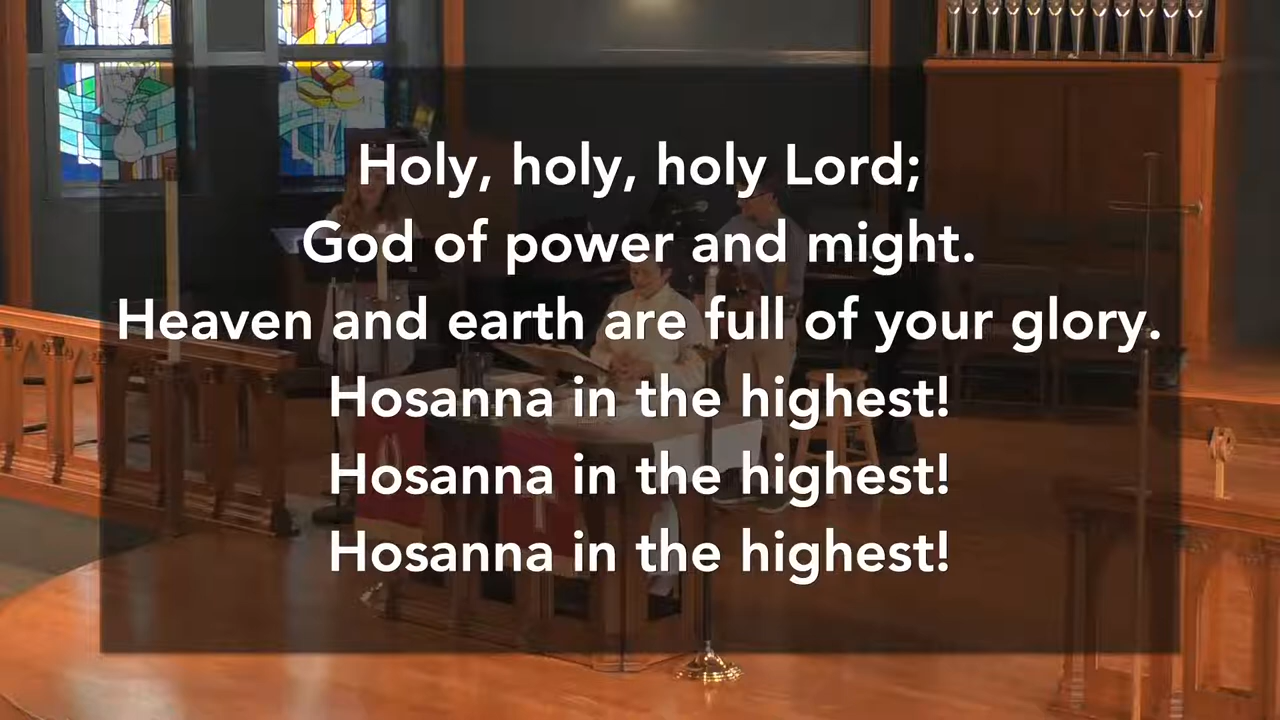 Holy, holy, holy Lord;
God of power and might.
Heaven and earth are full of your glory.
Hosanna in the highest!
Hosanna in the highest!
Hosanna in the highest!